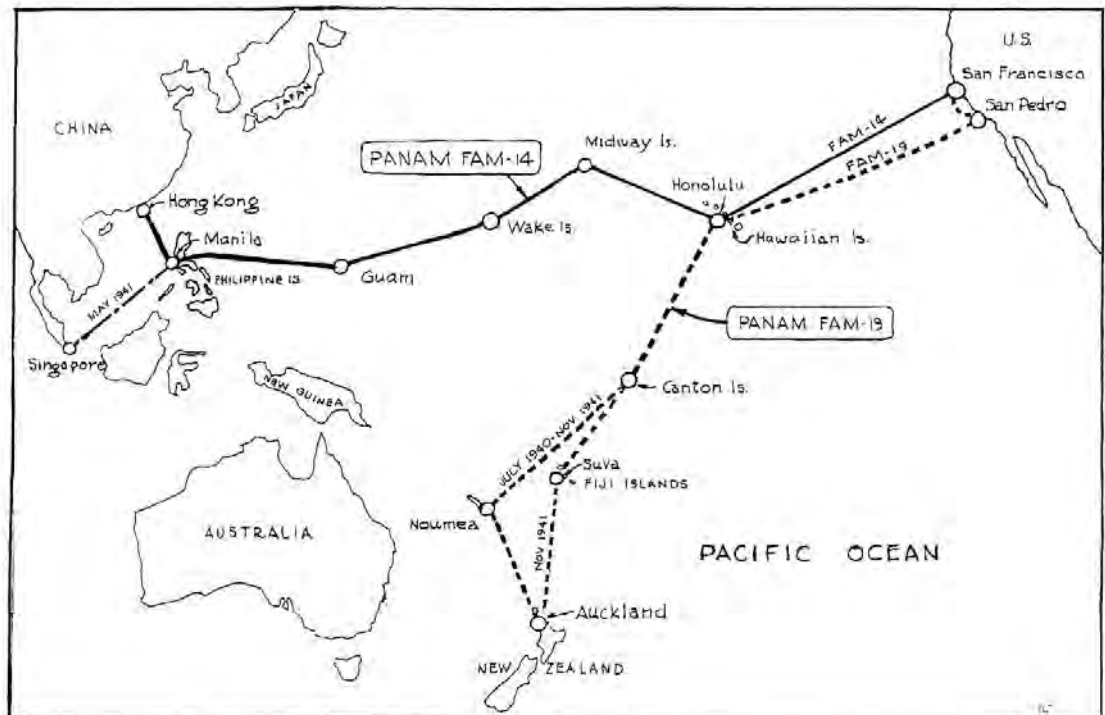 U.S.
San Francisco
San Pedro
JAPAN
CHINA
FAM-14
FAM-19
Midway Is.
PANAM FAM-14
Honolulu
Hong Kong
Wake Is.
Hawaiian Is.
Manila
Guam
PHILIPPINE IS
MAY 1941
PANAM FAM-19
Singapore
Canton Is.
NEW GUINEA
JULY 1940-NOV 1941
Suva
FIJI ISLANDS
Noumea
AUSTRALIA
NOV 1941
PACIFIC OCEAN
Auckland
NEW ZEALAND